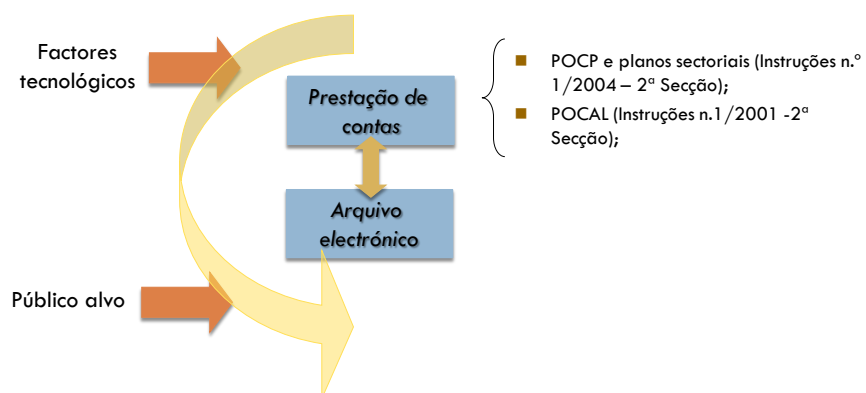 Factores
tecnológicos
Prestação de
contas
POCP e planos sectoriais (Instruções n.º
1/2004 – 2ª Secção);
POCAL (Instruções n.1/2001 -2ª
Secção);
Arquivo
electrónico
Público alvo